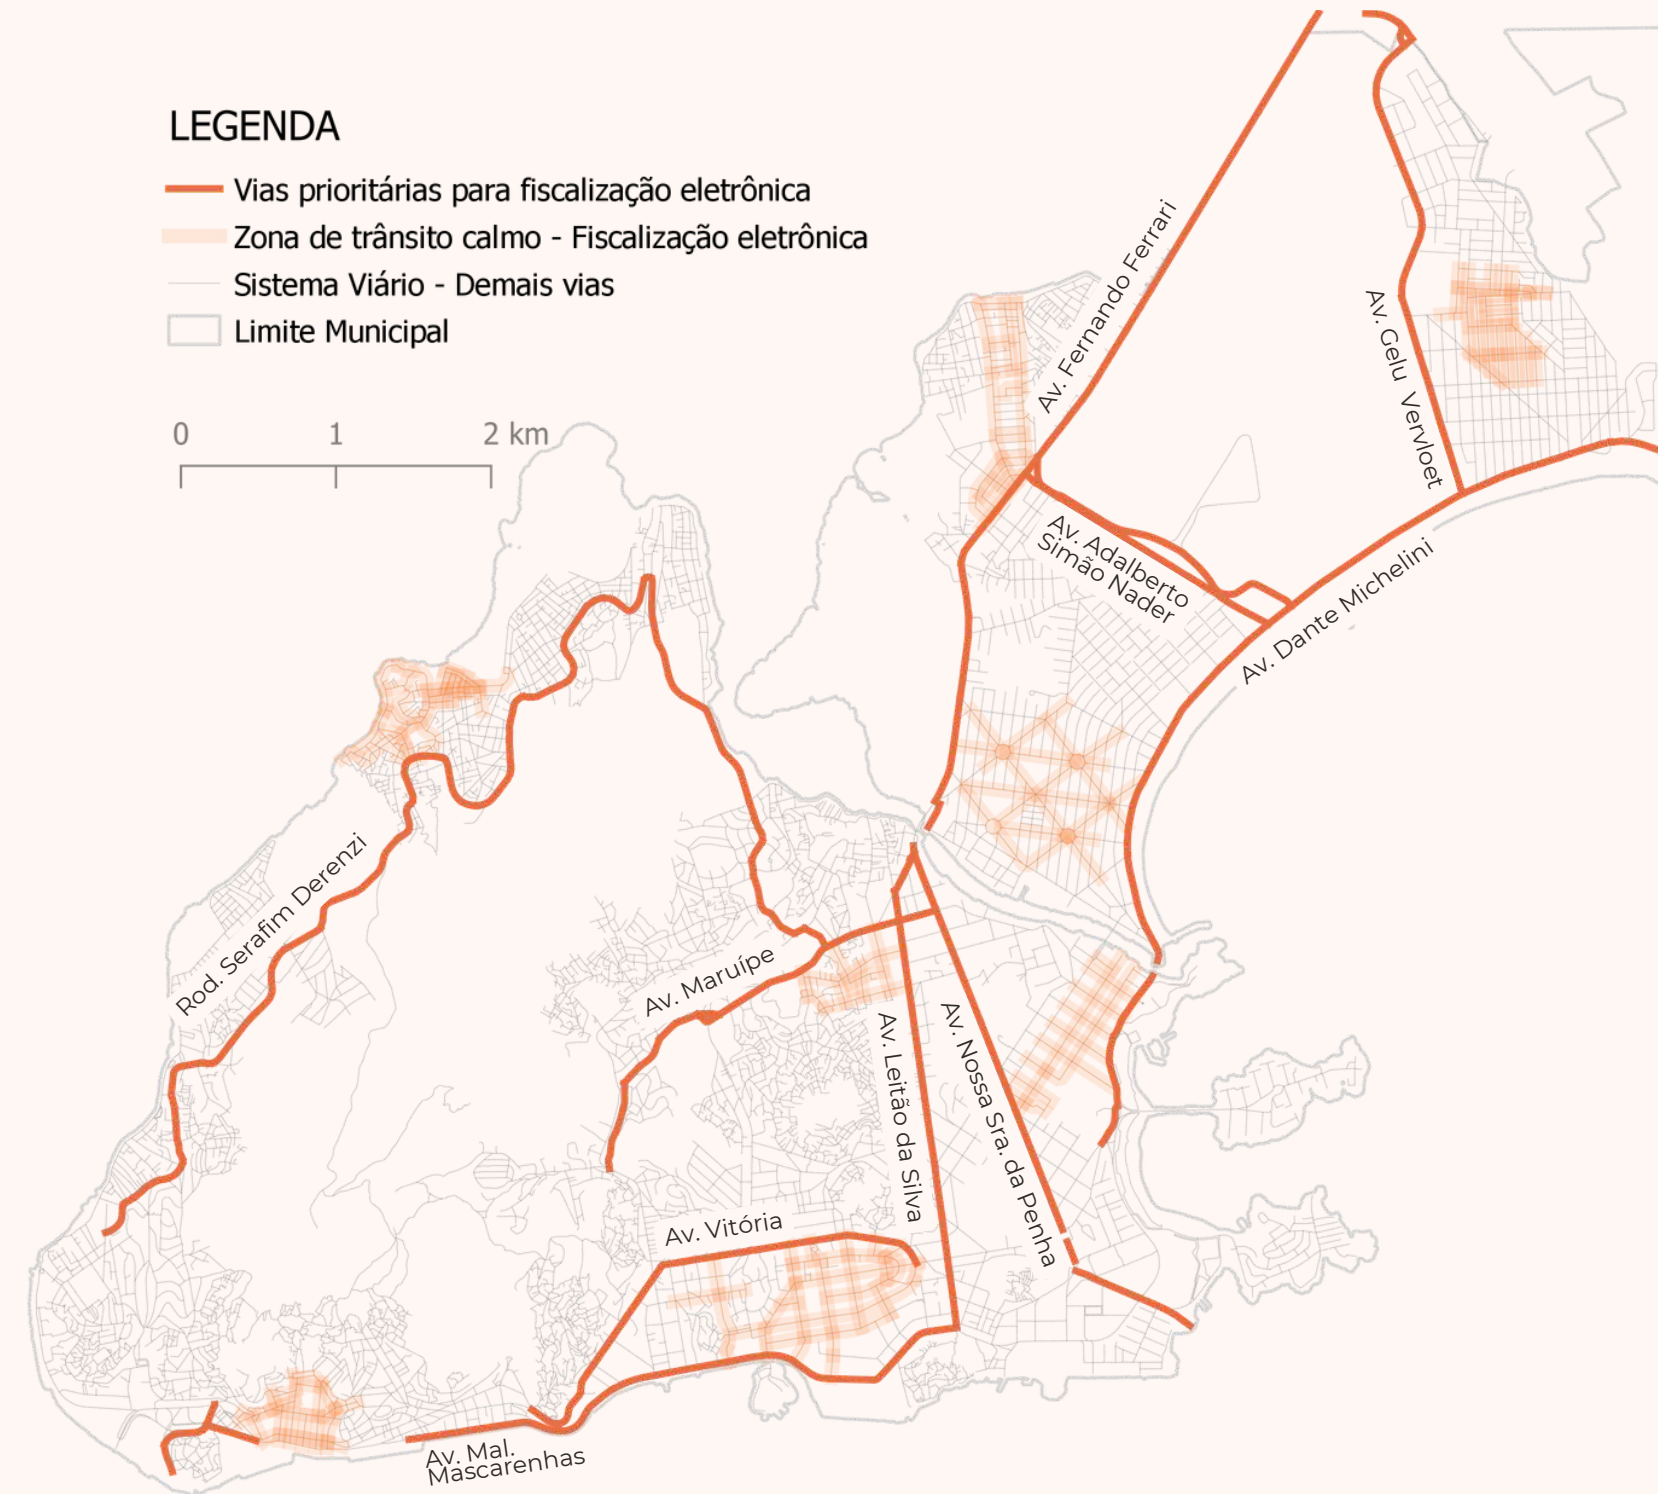 LEGENDA
Vias prioritárias para fiscalização eletrônica
Zona de trânsito calmo - Fiscalização eletrônica
Sistema Viário - Demais vias
Limite Municipal
0 1 2 km
Av. Fernando Ferrari
Av. Gelu Vervloet
Av. Adalberto
Simão Nader
Av. Dante Michelini
Rod. Serafim Derenzi
Av. Maruípe
Av. Leitão da Silva
Av. Nossa Sra. da Penha
Av. Vitória
Av. Mal.
Mascarenhas